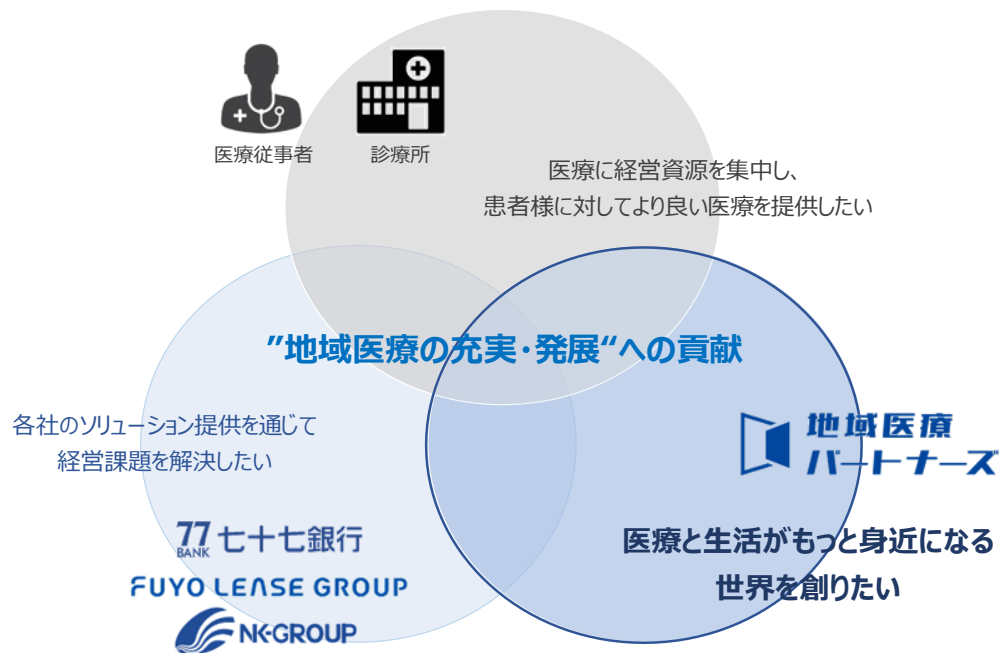 医療従事者
診療所
医療に経営資源を集中し、
患者様に対してより良い医療を提供したい
”地域医療の充実・発展“への貢献
各社のソリューション提供を通じて
経営課題を解決したい
77 BANK 七十七銀行
FUYO LEASE GROUP
NK-GROUP
地域医療
パートナーズ
医療と生活がもっと身近になる
世界を創りたい